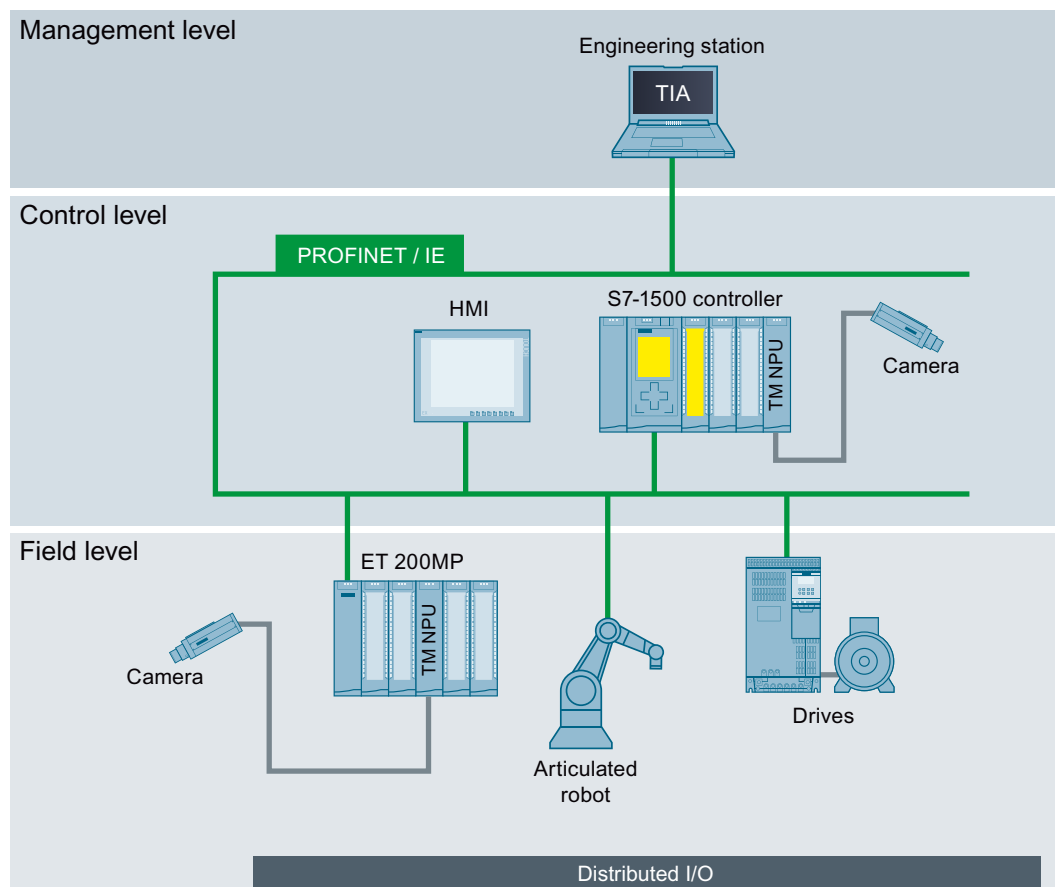 Management level
Engineering station
TIA
Control level
PROFINET / IE
HMI
S7-1500 controller
TM NPU
Camera
Field level
ET 200MP
TM NPU
Camera
Drives
Articulated
robot
Distributed I/O